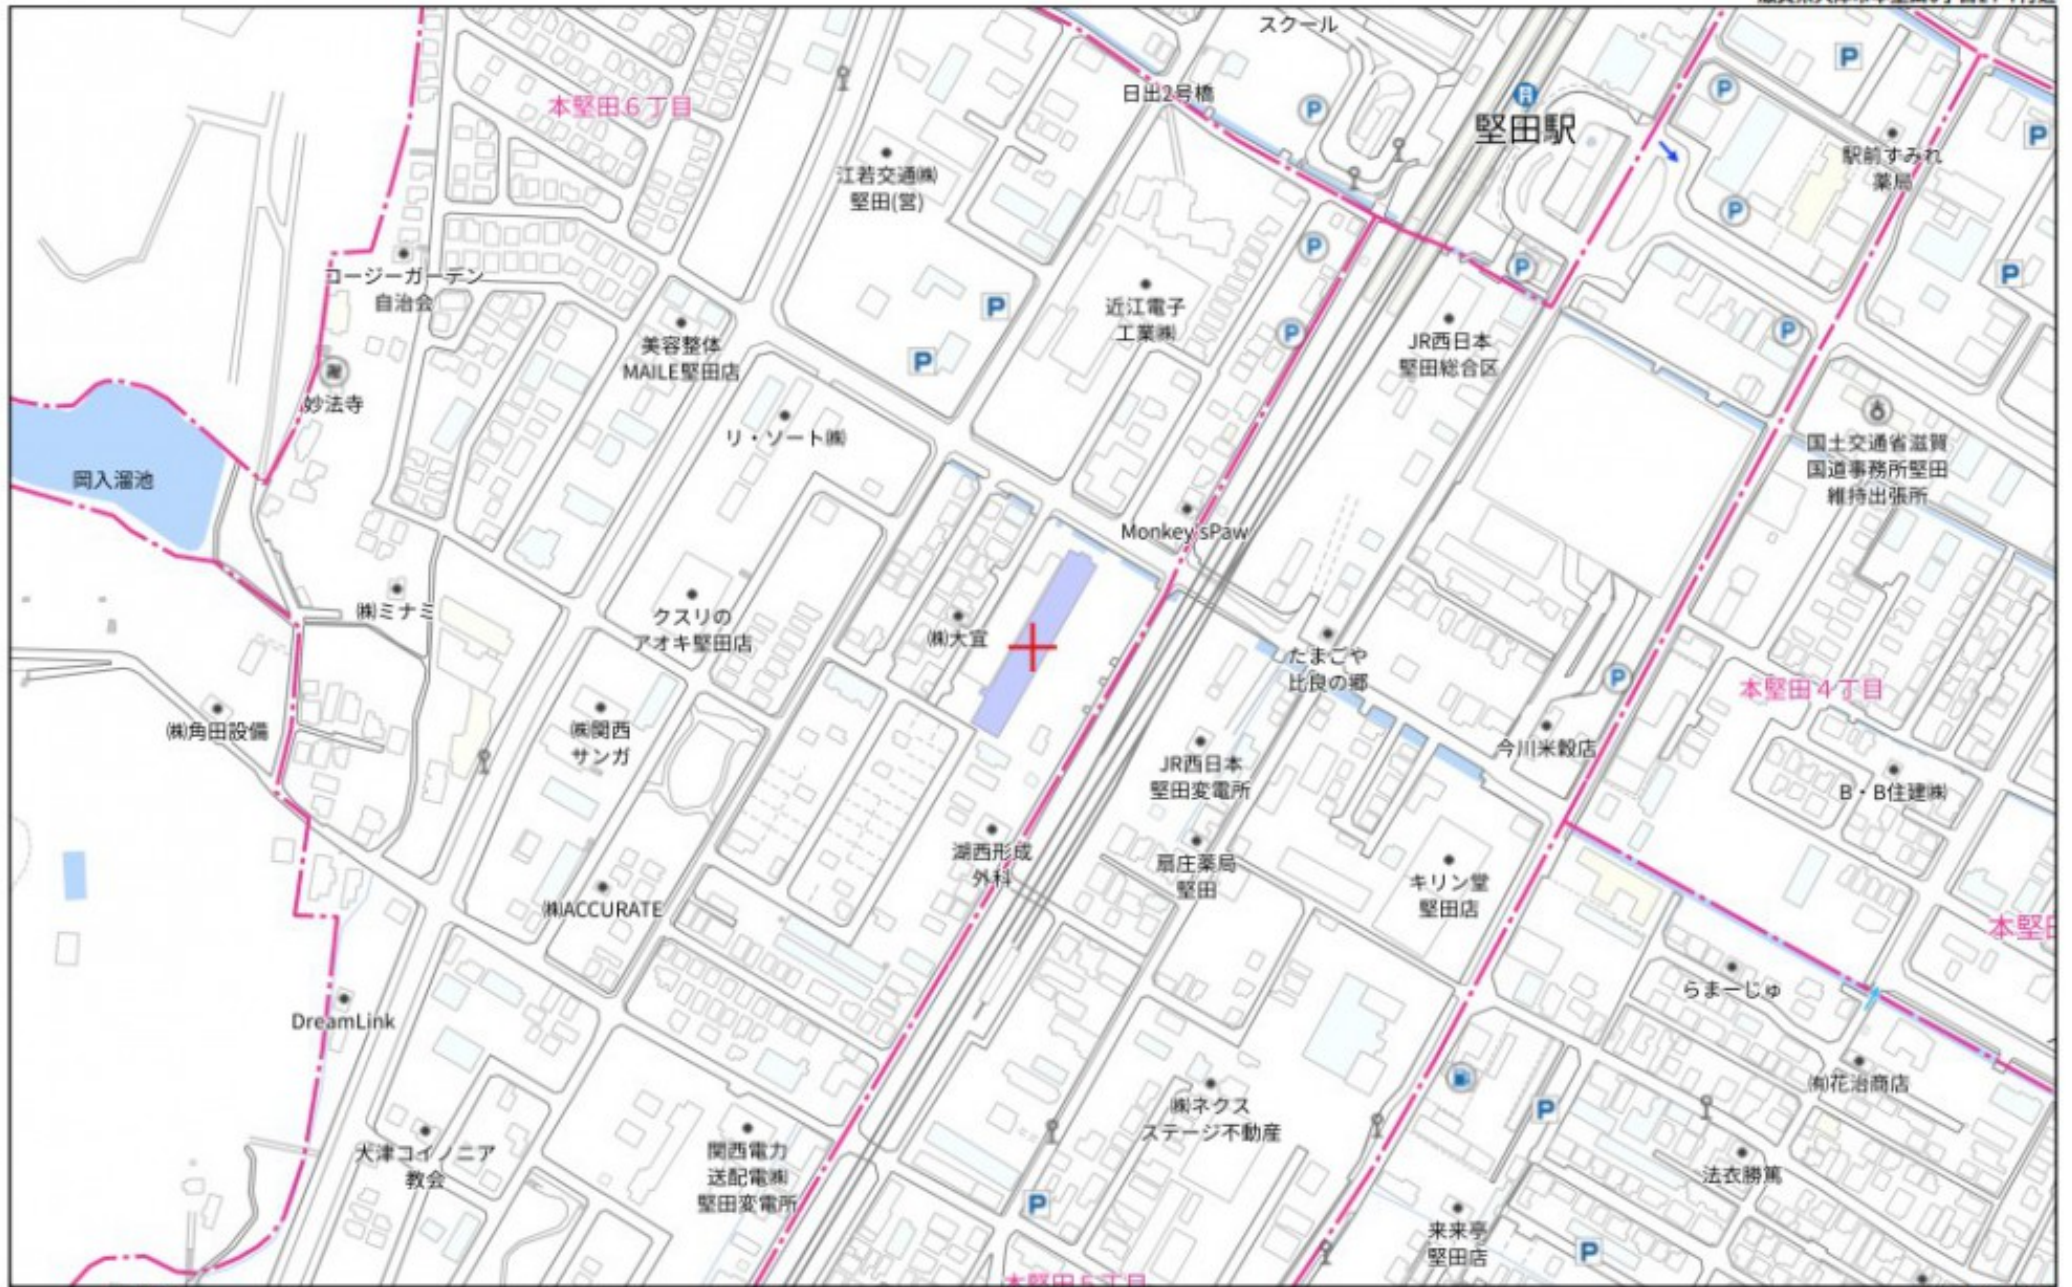 スクール
日出2号橋
本堅田6丁目
堅田駅
駅前すみれ
薬局
江若交通㈱
堅田(営)
コージーガーデン
自治会
近江電子
工業㈱
美容整体
MAILE堅田店
JR西日本
堅田総合区
妙法寺
リ・ソート㈱
国土交通省滋賀
国道事務所堅田
維持出張所
岡入溜池
Monkey'sPaw
㈱ミナミ
クスリの
アオキ堅田店
㈱大宜
たまごや
比良の郷
本堅田4丁目
㈱角田設備
㈱関西
サンガ
JR西日本
堅田変電所
今川米穀店
B・B住建㈱
湖西形成
外科
扇庄薬局
堅田
キリン堂
堅田店
㈱ACCURATE
本堅田
らまーじゅ
DreamLink
㈲花治商店
㈱ネクス
ステージ不動産
大津コイノニア
教会
関西電力
送配電㈱
堅田変電所
法衣勝篤
来来亭
堅田店
本堅田5丁目